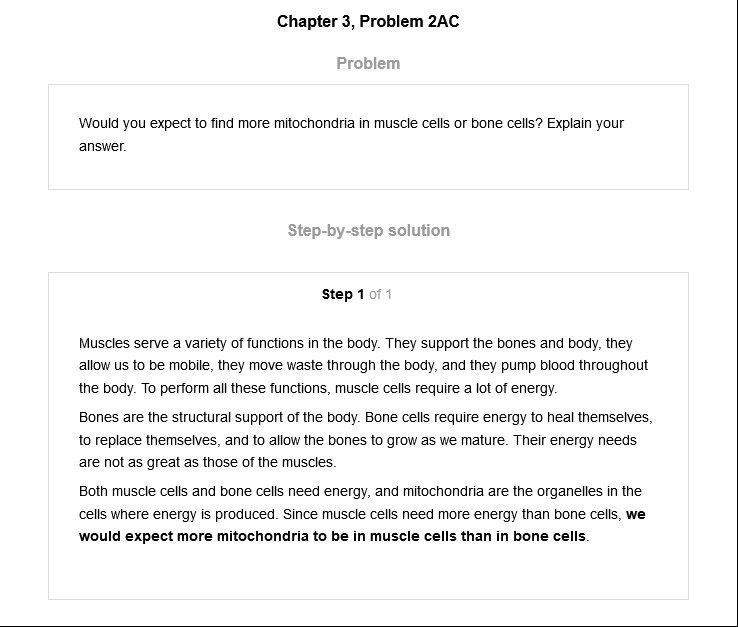 Chapter 3, Problem 2AC
Problem
Would you expect to find more mitochondria in muscle cells or bone cells? Explain your
answer.
Step-by-step solution
Step 1 of 1
Muscles serve a variety of functions in the body. They support the bones and body, they
allow us to be mobile, they move waste through the body, and they pump blood throughout
the body. To perform all these functions, muscle cells require a lot of energy.
Bones are the structural support of the body. Bone cells require energy to heal themselves,
to replace themselves, and to allow the bones to grow as we mature. Their energy needs
are not as great as those of the muscles.
Both muscle cells and bone cells need energy, and mitochondria are the organelles in the
cells where energy is produced. Since muscle cells need more energy than bone cells, we
would expect more mitochondria to be in muscle cells than in bone cells.